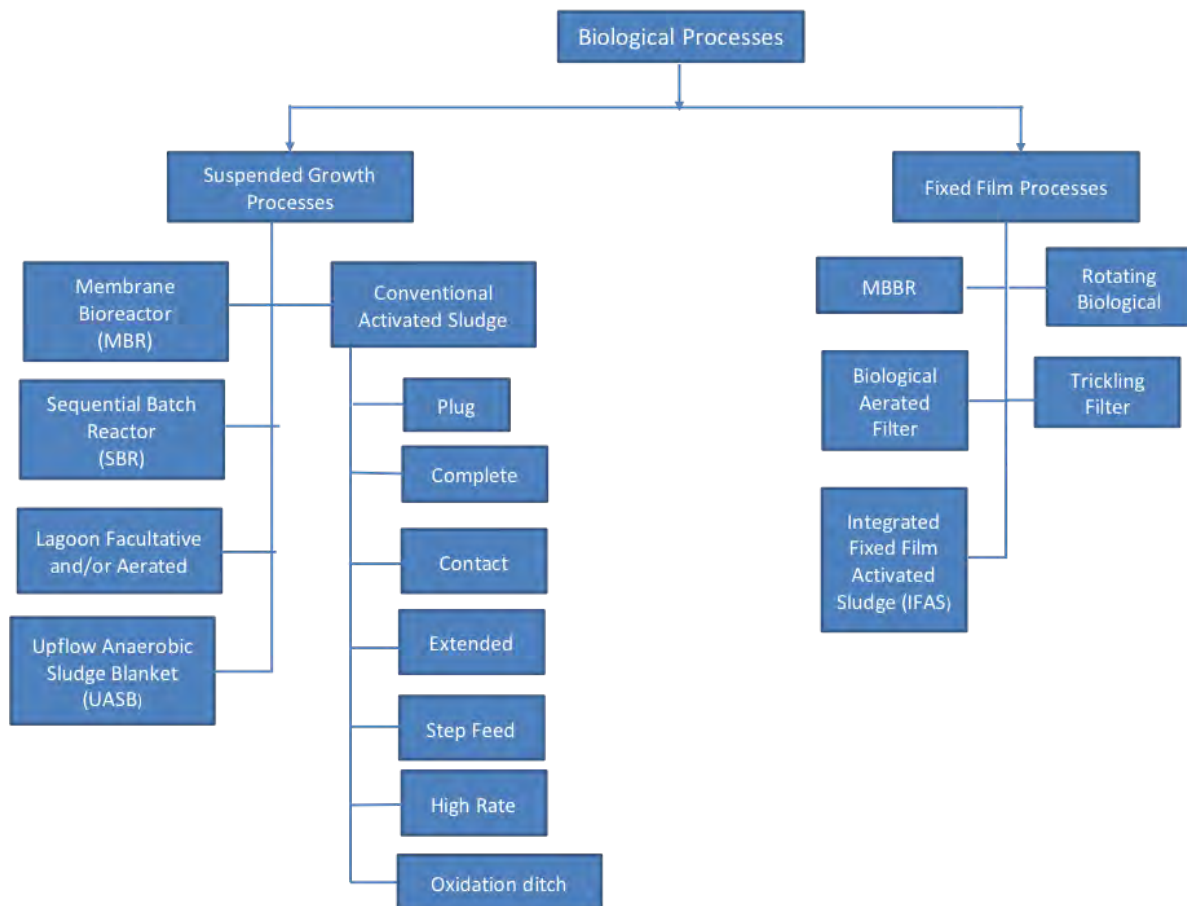 Biological Processes
Suspended Growth
Processes
Fixed Film Processes
Membrane
Bioreactor
(MBR)
Conventional
Activated Sludge
MBBR
Rotating
Biological
Sequential Batch
Reactor
(SBR)
Plug
Biological
Aerated
Filter
Trickling
Filter
Complete
Lagoon Facultative
and/or Aerated
Contact
Integrated
Fixed Film
Activated
Sludge (IFAS)
Upflow Anaerobic
Sludge Blanket
(UASB)
Extended
Step Feed
High Rate
Oxidation ditch